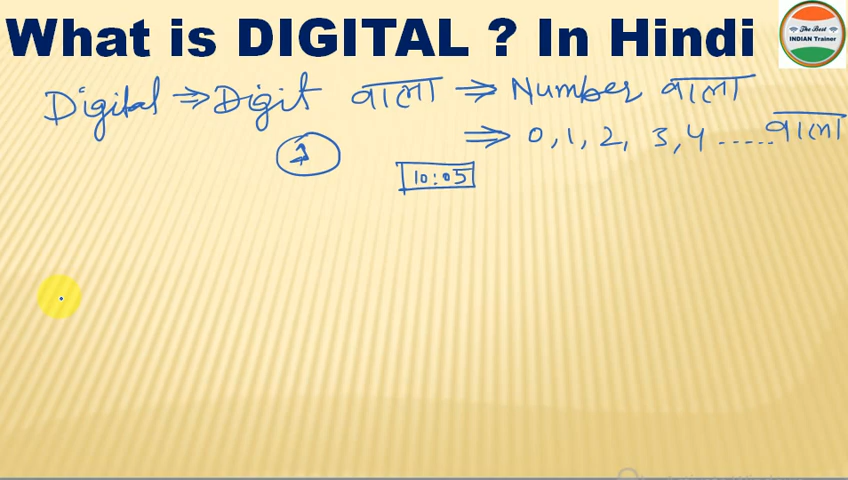 What is DIGITAL ? In Hindi
The Best
INDIAN Trainer
Digital ⇒ Digit वाला ⇒ Number वाला
⇒ 0, 1, 2, 3, 4 ..... वाला
10:05